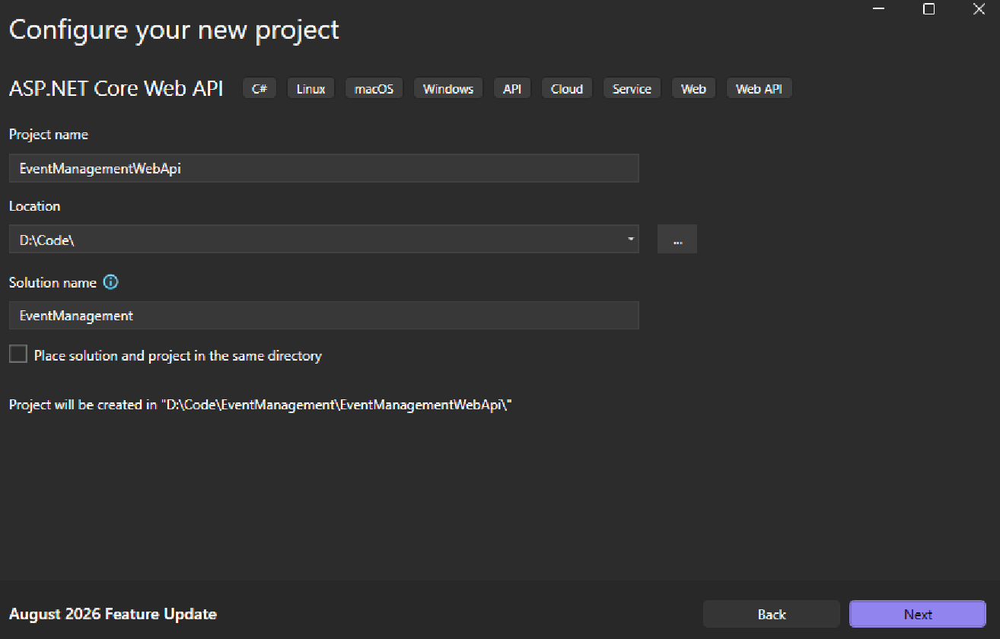 Configure your new project
ASP.NET Core Web API C# Linux macOS Windows API Cloud Service Web Web API
Project name
EventManagementWebApi
Location
D:\Code\
...
Solution name
EventManagement
Place solution and project in the same directory
Project will be created in "D:\Code\EventManagement\EventManagementWebApi\"
August 2026 Feature Update
Back Next